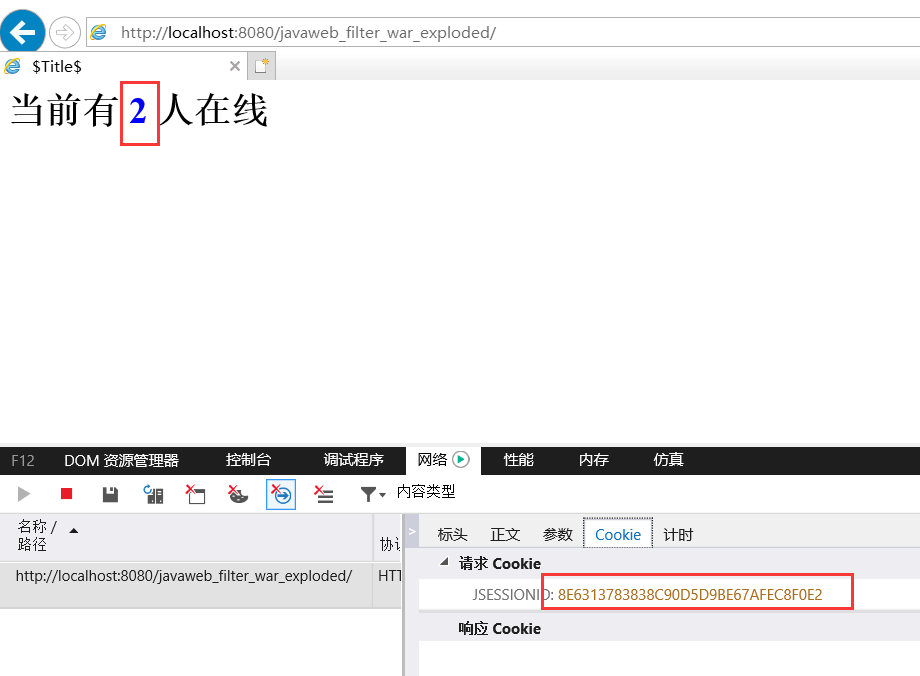 http://localhost:8080/javaweb_filter_war_exploded/
$Title$
当前有 2 人在线
F12 DOM 资源管理器 控制台 调试程序 网络 性能 内存 仿真
内容类型
名称 /
路径
协议
标头 正文 参数 Cookie 计时
请求 Cookie
http://localhost:8080/javaweb_filter_war_exploded/ HTT
JSESSIONID: 8E6313783838C90D5D9BE67AFEC8F0E2
响应 Cookie